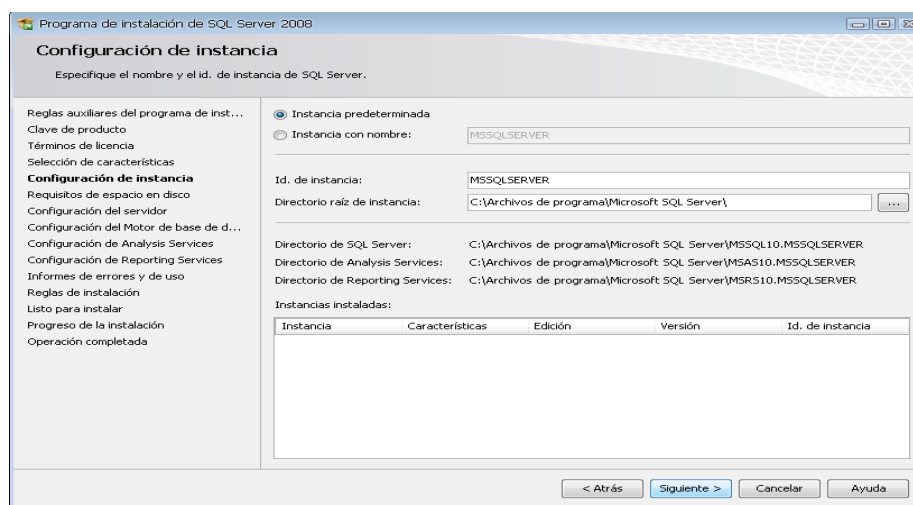 Programa de instalación de SQL Server 2008
Configuración de instancia
Especifique el nombre y el id. de instancia de SQL Server.
Reglas auxiliares del programa de inst...
Clave de producto
Términos de licencia
Selección de características
Configuración de instancia
Requisitos de espacio en disco
Configuración del servidor
Configuración del Motor de base de d...
Configuración de Analysis Services
Configuración de Reporting Services
Informes de errores y de uso
Reglas de instalación
Listo para instalar
Progreso de la instalación
Operación completada
Instancia predeterminada
Instancia con nombre: MSSQLSERVER
Id. de instancia: MSSQLSERVER
Directorio raíz de instancia: C:\Archivos de programa\Microsoft SQL Server\ ...
Directorio de SQL Server: C:\Archivos de programa\Microsoft SQL Server\MSSQL10.MSSQLSERVER
Directorio de Analysis Services: C:\Archivos de programa\Microsoft SQL Server\MSAS10.MSSQLSERVER
Directorio de Reporting Services: C:\Archivos de programa\Microsoft SQL Server\MSRS10.MSSQLSERVER
Instancias instaladas:
Instancia Características Edición Versión Id. de instancia
< Atrás Siguiente > Cancelar Ayuda